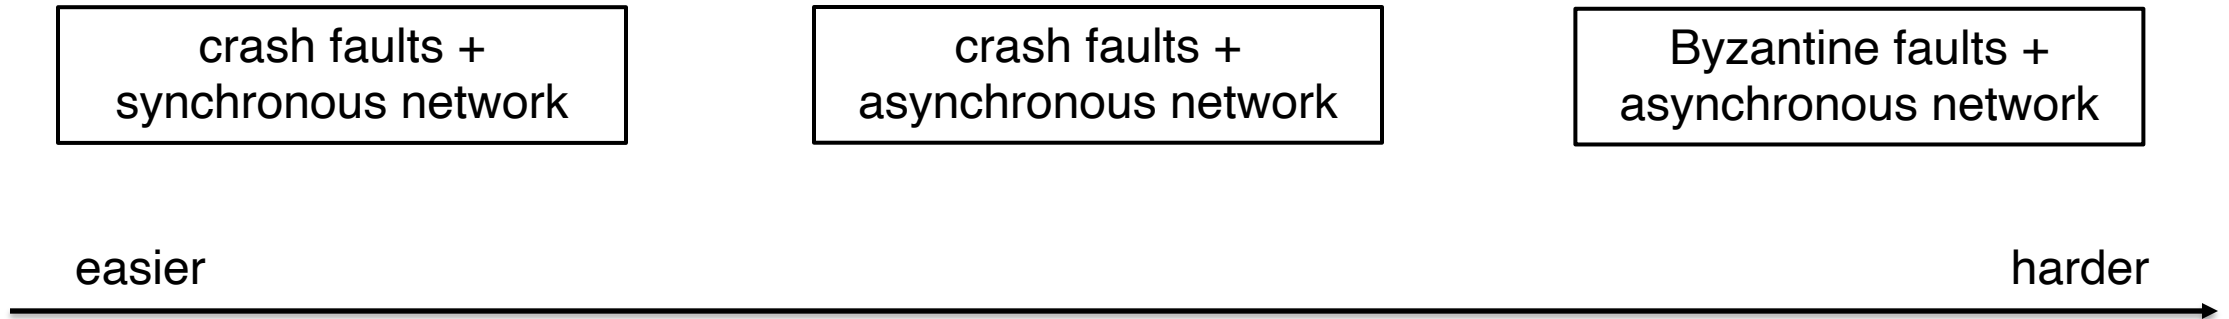 crash faults +
synchronous network
crash faults +
asynchronous network
Byzantine faults +
asynchronous network
easier
harder